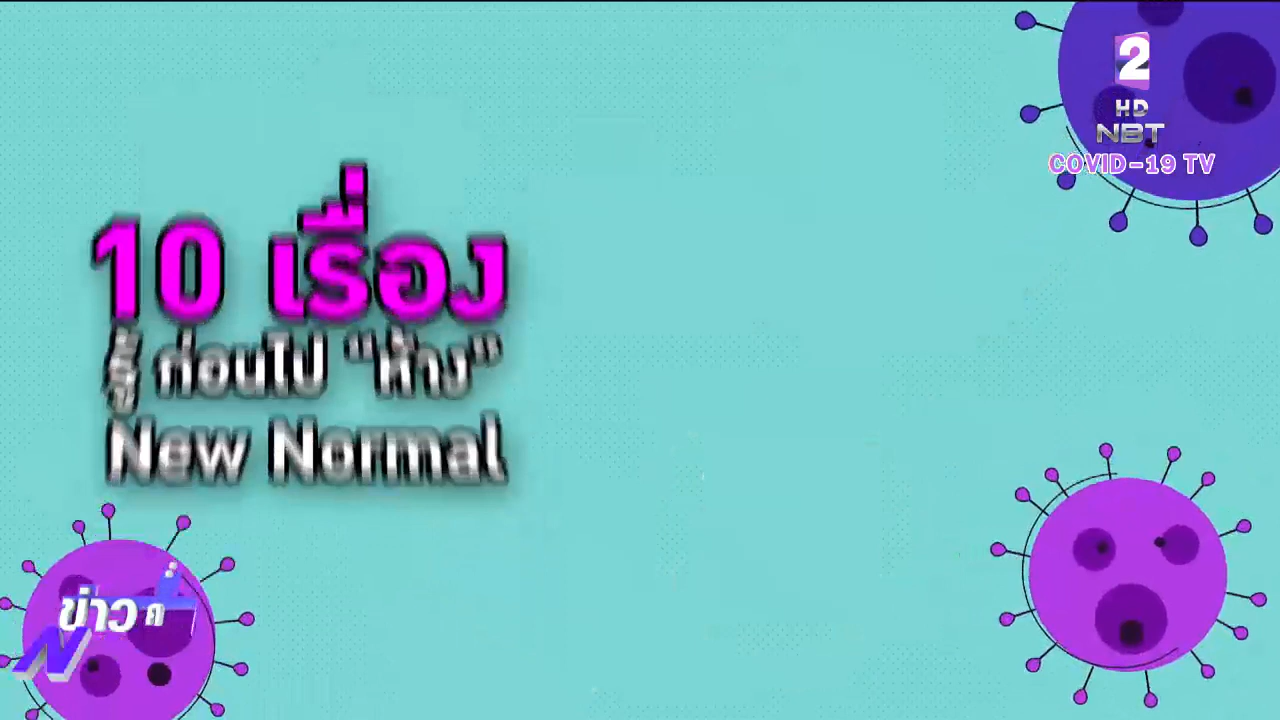 2
HD
NBT
COVID-19 TV
10 เรื่อง
รู้ ก่อนไป "ห้าง"
New Normal
ข่าว
N